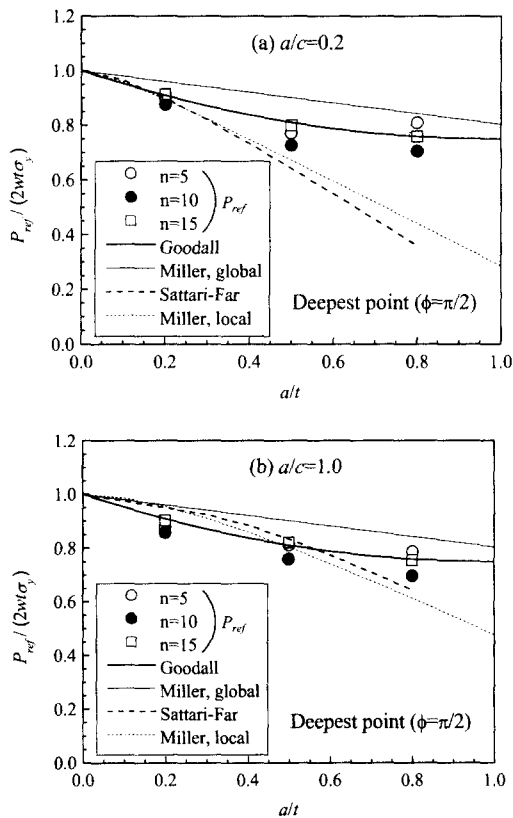 1.2
(a) a/c=0.2
1.0
0.8
0.6
0.4
0.2
0.0
P_ref / (2wtσ_y)
n=5
n=10
n=15
P_ref
Goodall
Miller, global
Sattari-Far
Miller, local
Deepest point (ϕ=π/2)
0.0 0.2 0.4 0.6 0.8 1.0
a/t
1.2
(b) a/c=1.0
1.0
0.8
0.6
0.4
0.2
0.0
P_ref / (2wtσ_y)
n=5
n=10
n=15
P_ref
Goodall
Miller, global
Sattari-Far
Miller, local
Deepest point (ϕ=π/2)
0.0 0.2 0.4 0.6 0.8 1.0
a/t